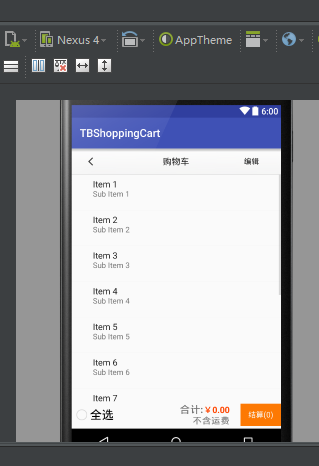 Nexus 4
AppTheme
6:00
TBShoppingCart
购物车
编辑
Item 1
Sub Item 1
Item 2
Sub Item 2
Item 3
Sub Item 3
Item 4
Sub Item 4
Item 5
Sub Item 5
Item 6
Sub Item 6
Item 7
全选
合计:￥0.00
不含运费
结算(0)